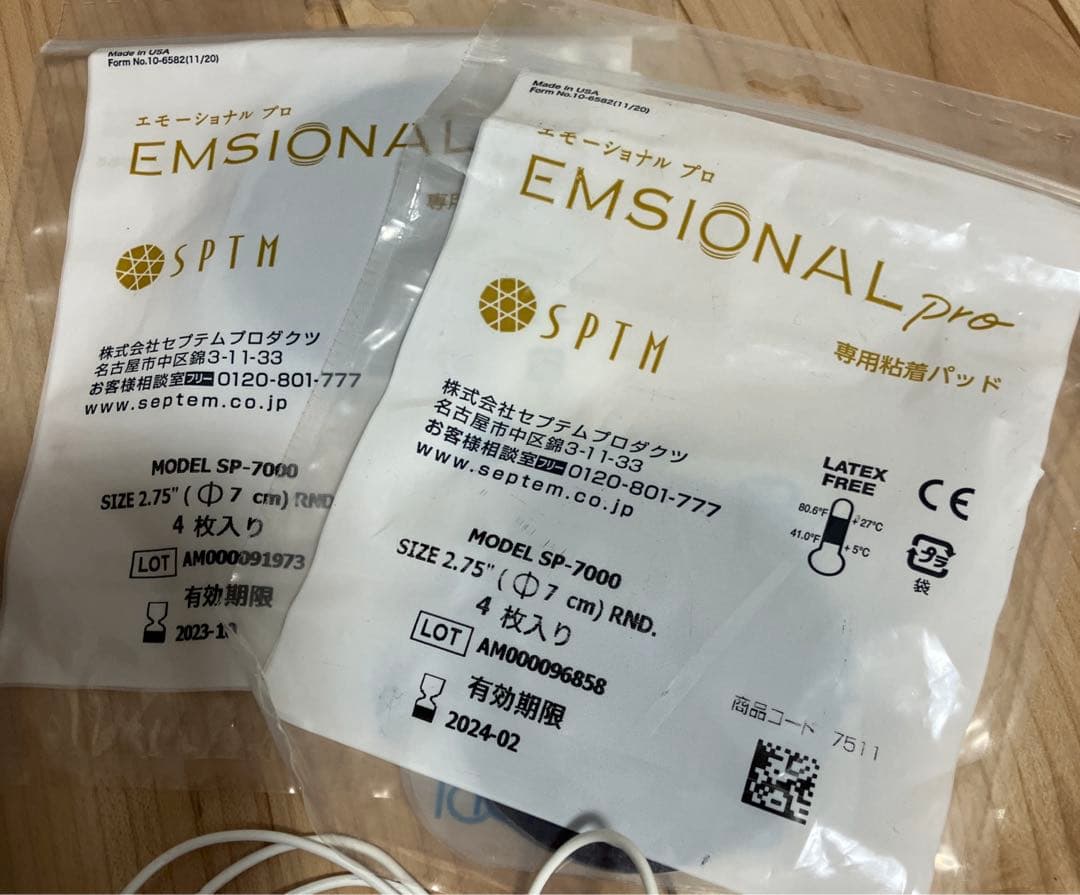 Made in USA
Form No.10-6582(11/20)
エモーショナル プロ
EMSIONAL
専用
SPTM
株式会社セプテムプロダクツ
名古屋市中区錦3-11-33
お客様相談室フリー0120-801-777
www.septem.co.jp
MODEL SP-7000
SIZE 2.75" (Φ7 cm) RND
4 枚入り
LOT AM000091973
有効期限
Made in USA
Form No.10-6582(11/20)
エモーショナル プロ
EMSIONAL pro
SPTM
専用粘着パッド
株式会社セプテムプロダクツ
名古屋市中区錦3-11-33
お客様相談室フリー0120-801-777
www.septem.co.jp
LATEX
FREE
CE
80.6°F +27°C
41.0°F +5°C
プラ
袋
MODEL SP-7000
SIZE 2.75" (Φ7 cm) RND.
4 枚入り
LOT AM000096858
有効期限
2024-02
商品コード 7511